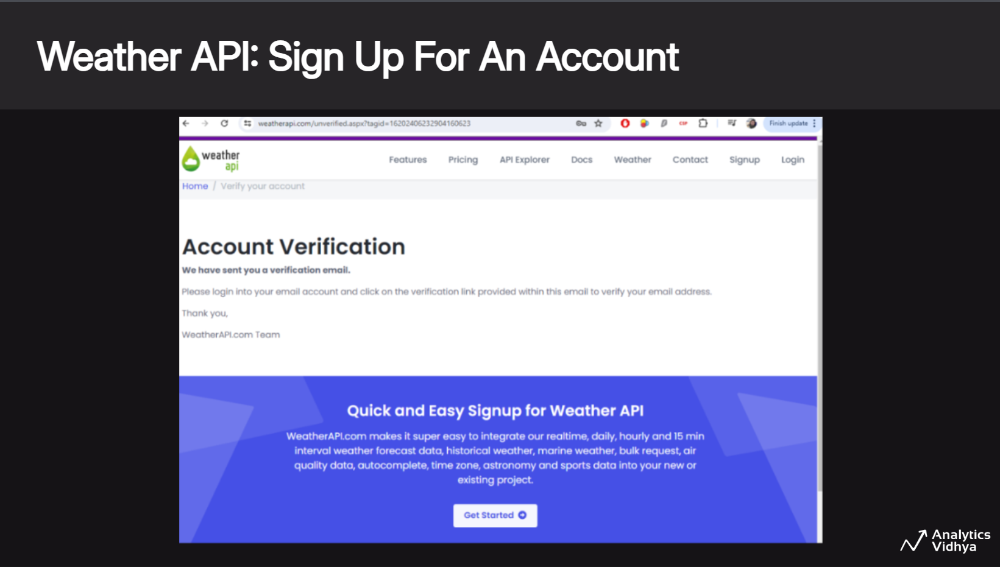 Weather API: Sign Up For An Account
weatherapi.com/unverified.aspx?tagid=16202406232904160623
CSP
Finish update
weather
api
Features
Pricing
API Explorer
Docs
Weather
Contact
Signup
Login
Home / Verify your account
Account Verification
We have sent you a verification email.
Please login into your email account and click on the verification link provided within this email to verify your email address.
Thank you,
WeatherAPI.com Team
Quick and Easy Signup for Weather API
WeatherAPI.com makes it super easy to integrate our realtime, daily, hourly and 15 min
interval weather forecast data, historical weather, marine weather, bulk request, air
quality data, autocomplete, time zone, astronomy and sports data into your new or
existing project.
Get Started
Analytics
Vidhya